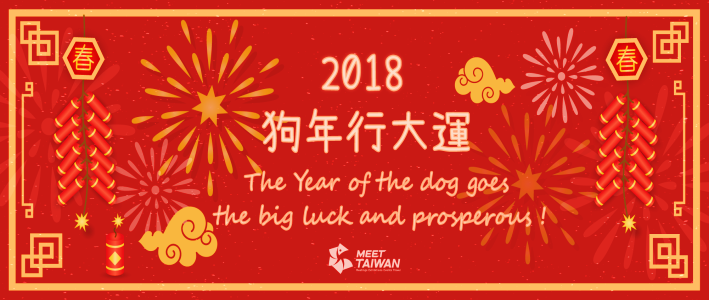 春
春
2018
狗年行大運
The Year of the dog goes
the big luck and prosperous !
MEET
TAIWAN